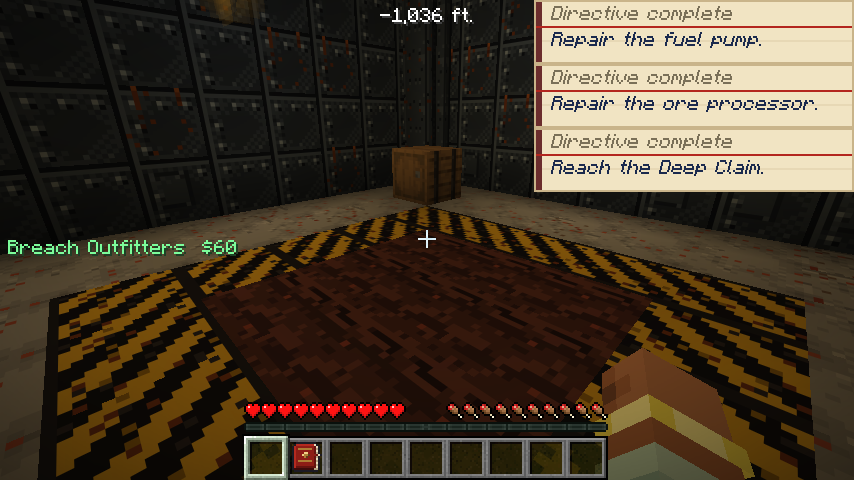 -1,036 ft.
Directive complete
Repair the fuel pump.
Directive complete
Repair the ore processor.
Directive complete
Reach the Deep Claim.
Breach Outfitters $60